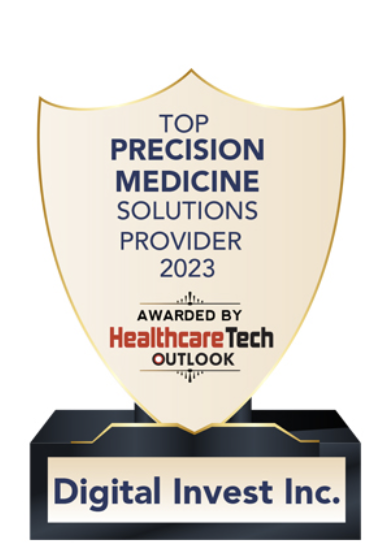 TOP
PRECISION
MEDICINE
SOLUTIONS
PROVIDER
2023
AWARDED BY
HealthcareTech
OUTLOOK
Digital Invest Inc.